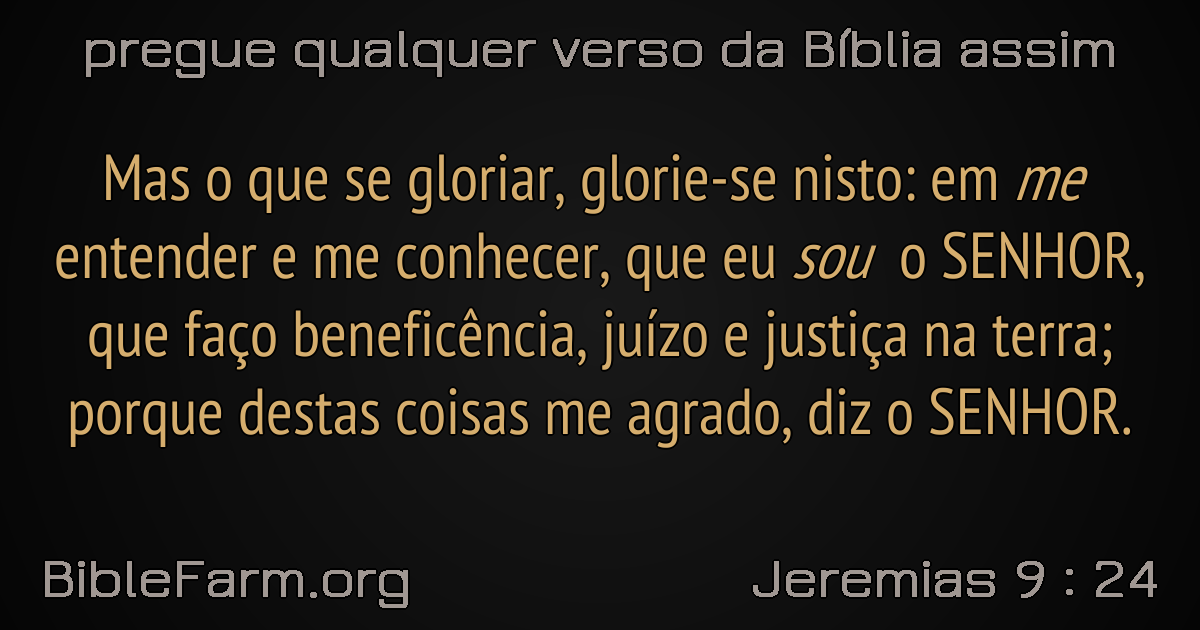 pregue qualquer verso da Bíblia assim
Mas o que se gloriar, glorie-se nisto: em me
entender e me conhecer, que eu sou o SENHOR,
que faço beneficência, juízo e justiça na terra;
porque destas coisas me agrado, diz o SENHOR.
BibleFarm.org
Jeremias 9 : 24